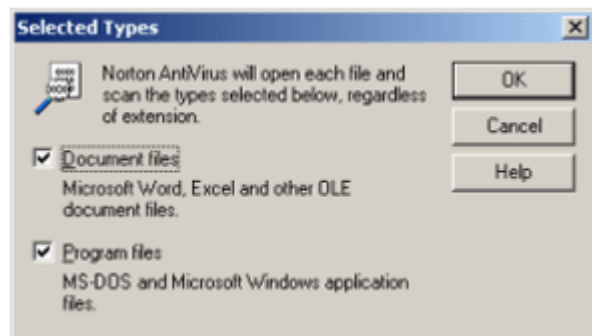 Selected Types
Norton AntiVirus will open each file and
scan the types selected below, regardless
of extension.
OK
Cancel
Help
Document files
Microsoft Word, Excel and other OLE
document files.
Program files
MS-DOS and Microsoft Windows application
files.